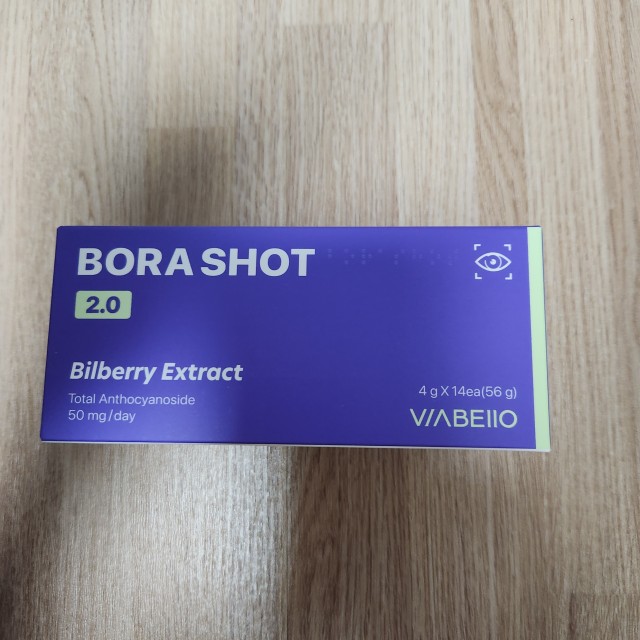 BORA SHOT
2.0
Bilberry Extract
Total Anthocyanoside
50 mg/day
4 g X 14ea(56 g)
VIABEllO